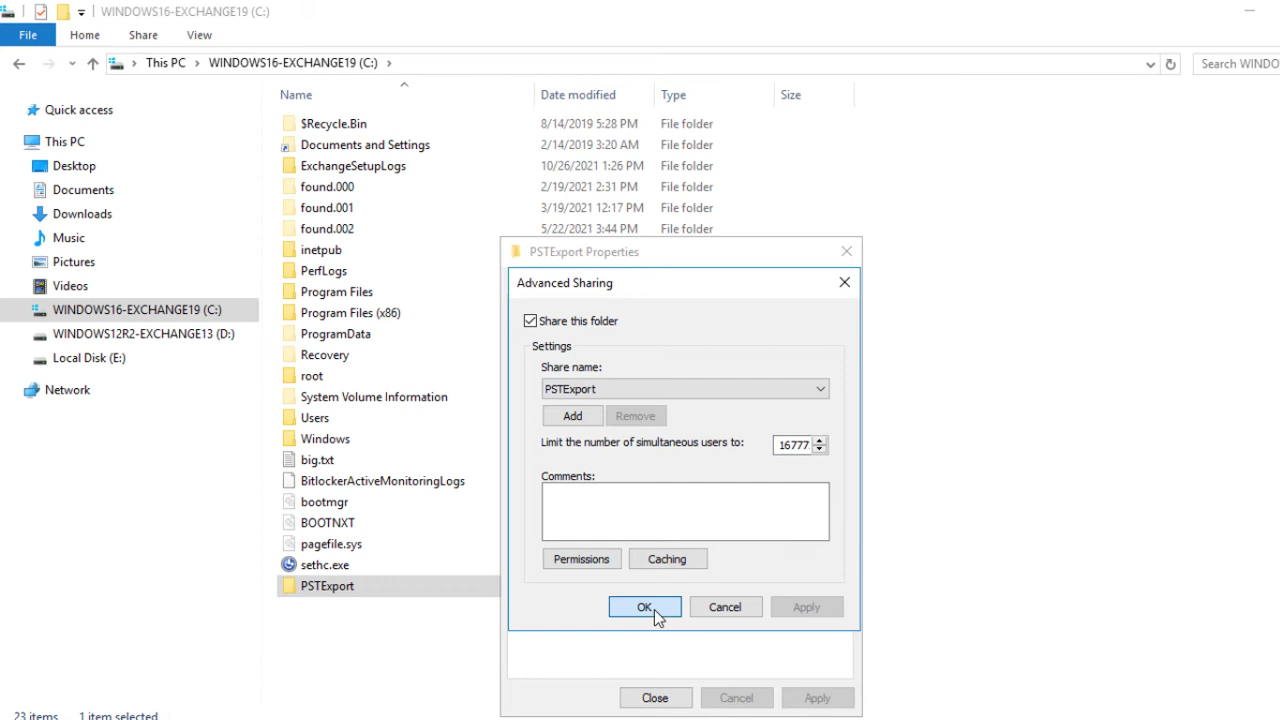 WINDOWS16-EXCHANGE19 (C:)
File Home Share View
This PC WINDOWS16-EXCHANGE19 (C:) Search WINDO
Name Date modified Type Size
Quick access
This PC
Desktop
Documents
Downloads
Music
Pictures
Videos
WINDOWS16-EXCHANGE19 (C:)
WINDOWS12R2-EXCHANGE13 (D:)
Local Disk (E:)
Network
$Recycle.Bin 8/14/2019 5:28 PM File folder
Documents and Settings 2/14/2019 3:20 AM File folder
ExchangeSetupLogs 10/26/2021 1:26 PM File folder
found.000 2/19/2021 2:31 PM File folder
found.001 3/19/2021 12:17 PM File folder
found.002 5/22/2021 3:44 PM File folder
inetpub
PerfLogs
Program Files
Program Files (x86)
ProgramData
Recovery
root
System Volume Information
Users
Windows
big.txt
BitlockerActiveMonitoringLogs
bootmgr
BOOTNXT
pagefile.sys
sethc.exe
PSTExport
PSTExport Properties
Advanced Sharing
Share this folder
Settings
Share name:
PSTExport
Add Remove
Limit the number of simultaneous users to: 16777
Comments:
Permissions Caching
OK Cancel Apply
Close Cancel Apply
23 items 1 item selected